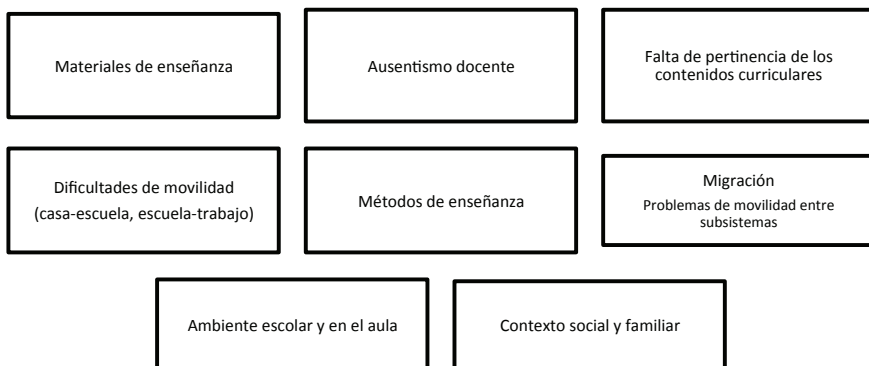 Materiales de enseñanza
Ausentismo docente
Falta de pertinencia de los
contenidos curriculares
Dificultades de movilidad
(casa-escuela, escuela-trabajo)
Métodos de enseñanza
Migración
Problemas de movilidad entre
subsistemas
Ambiente escolar y en el aula
Contexto social y familiar